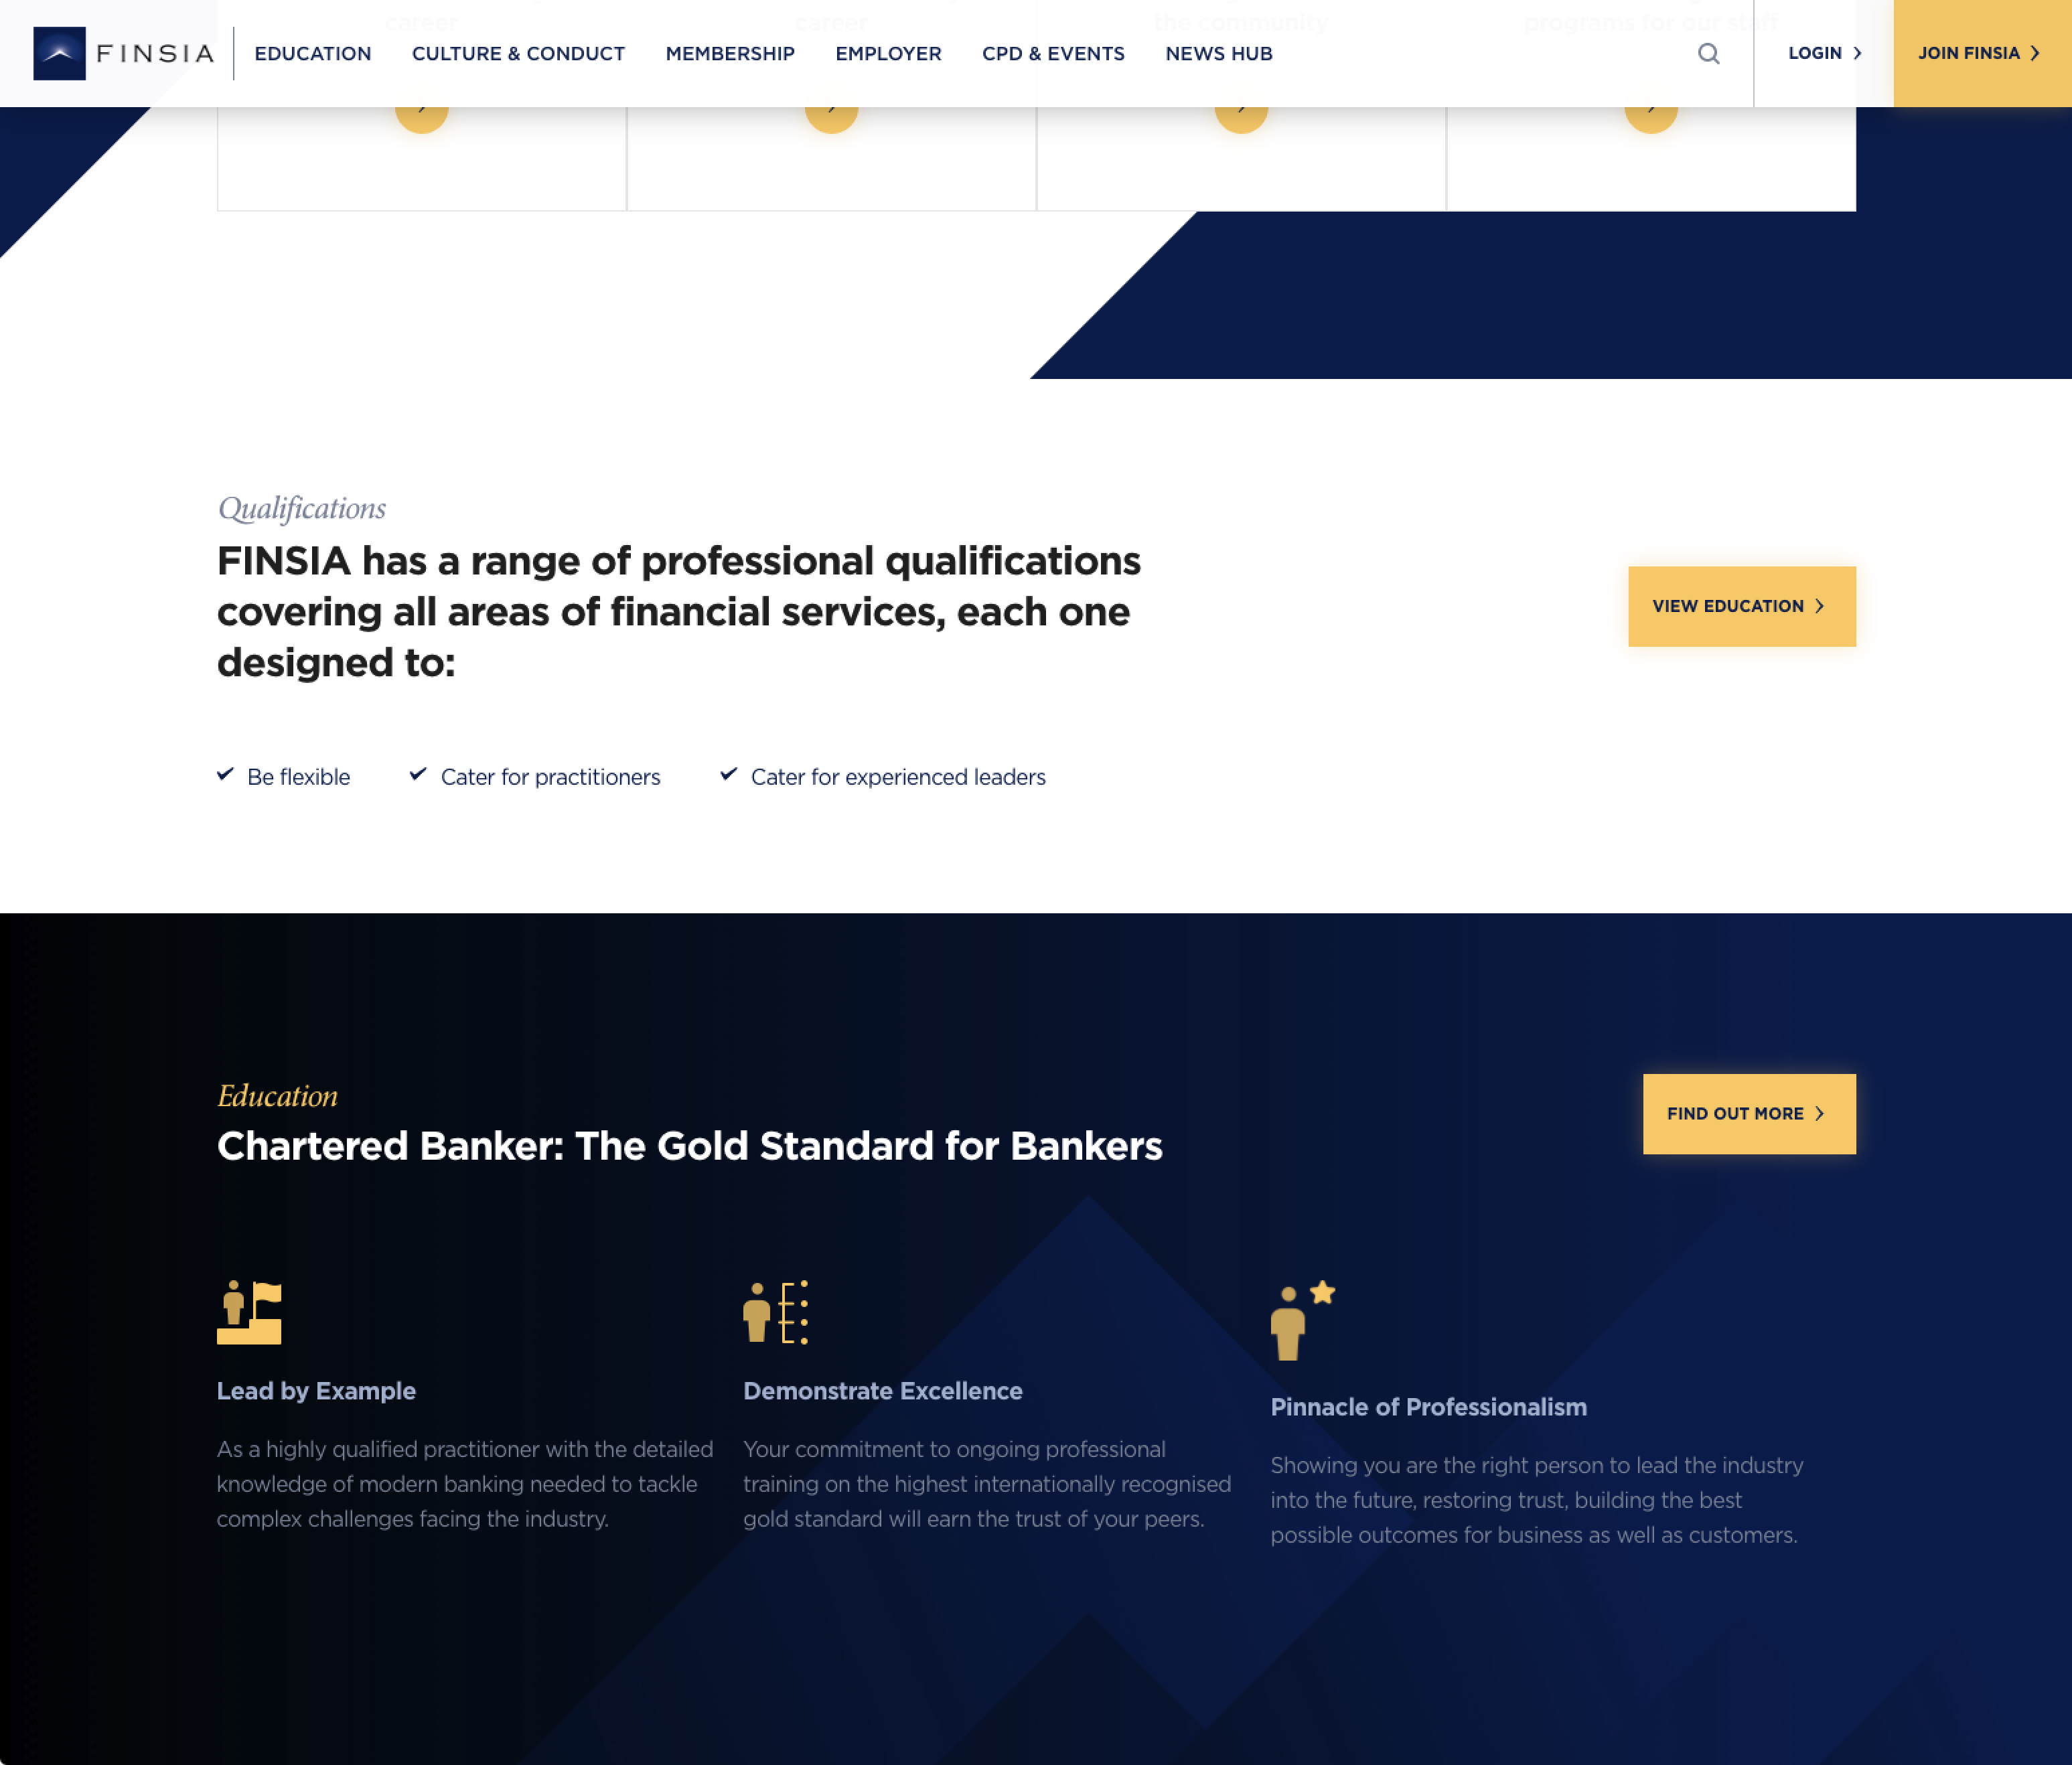 career
career
the community
programs for our staff
FINSIA
EDUCATION
CULTURE & CONDUCT
MEMBERSHIP
EMPLOYER
CPD & EVENTS
NEWS HUB
LOGIN
JOIN FINSIA
Qualifications
FINSIA has a range of professional qualifications
covering all areas of financial services, each one
designed to:
VIEW EDUCATION
Be flexible
Cater for practitioners
Cater for experienced leaders
Education
Chartered Banker: The Gold Standard for Bankers
FIND OUT MORE
Lead by Example
As a highly qualified practitioner with the detailed
knowledge of modern banking needed to tackle
complex challenges facing the industry.
Demonstrate Excellence
Your commitment to ongoing professional
training on the highest internationally recognised
gold standard will earn the trust of your peers.
Pinnacle of Professionalism
Showing you are the right person to lead the industry
into the future, restoring trust, building the best
possible outcomes for business as well as customers.